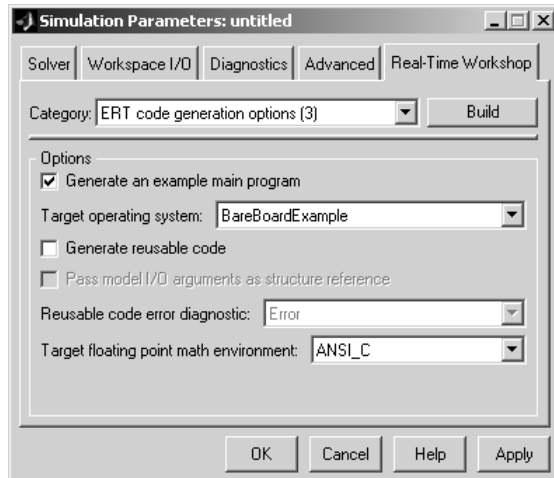 Simulation Parameters: untitled
Solver Workspace I/O Diagnostics Advanced Real-Time Workshop
Category: ERT code generation options (3) Build
Options
Generate an example main program
Target operating system: BareBoardExample
Generate reusable code
Pass model I/O arguments as structure reference
Reusable code error diagnostic: Error
Target floating point math environment: ANSI_C
OK Cancel Help Apply